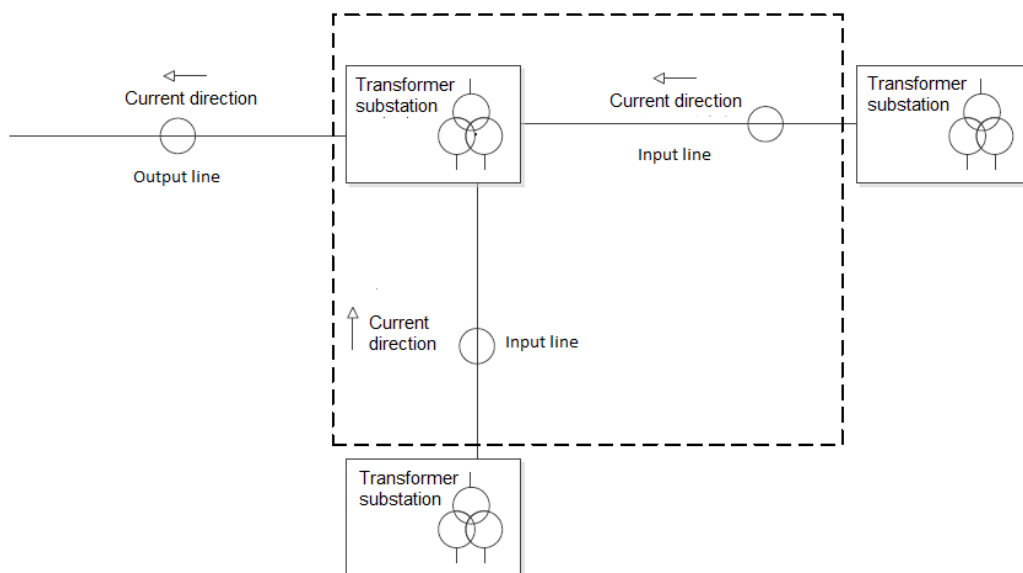 Current direction
Output line
Transformer
substation
Current direction
Input line
Transformer
substation
Current
direction
Input line
Transformer
substation